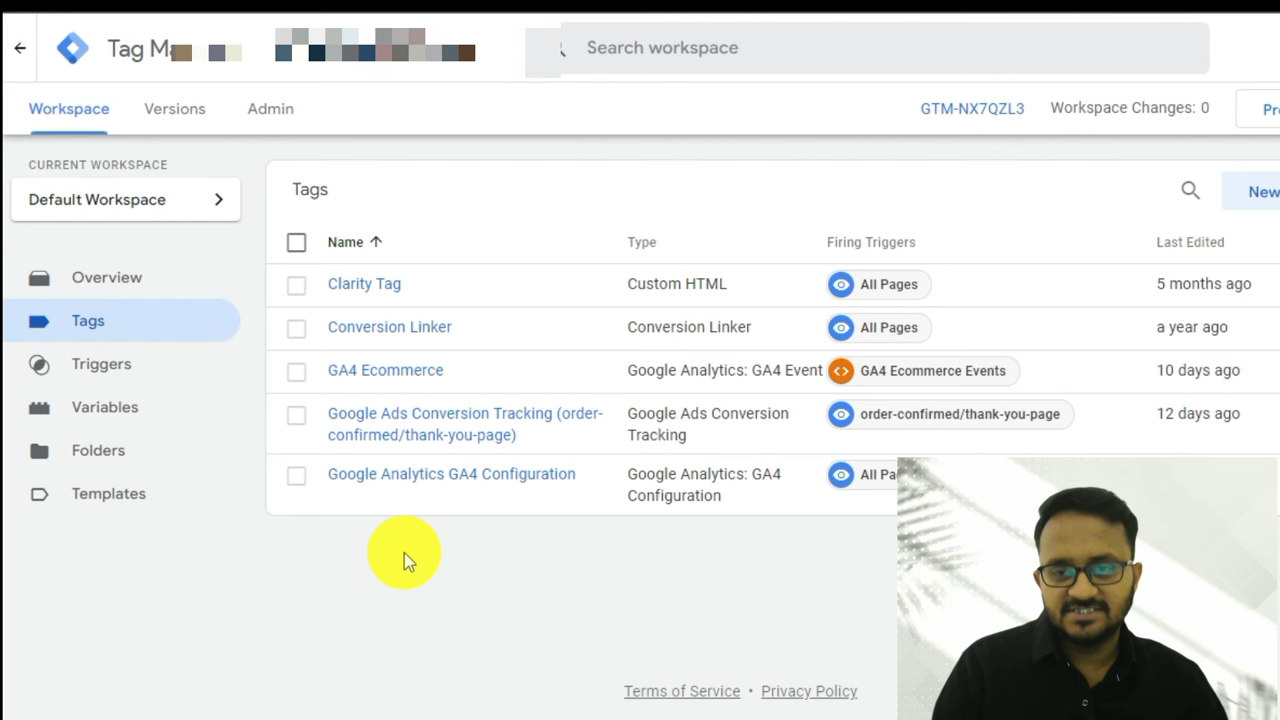 Tag Ma
Search workspace
Workspace Versions Admin GTM-NX7QZL3 Workspace Changes: 0 Pr
CURRENT WORKSPACE
Default Workspace
Tags
New
Name Type Firing Triggers Last Edited
Overview
Tags
Triggers
Variables
Folders
Templates
Clarity Tag Custom HTML All Pages 5 months ago
Conversion Linker Conversion Linker All Pages a year ago
GA4 Ecommerce Google Analytics: GA4 Event GA4 Ecommerce Events 10 days ago
Google Ads Conversion Tracking (order- Google Ads Conversion order-confirmed/thank-you-page 12 days ago
confirmed/thank-you-page) Tracking
Google Analytics GA4 Configuration Google Analytics: GA4 All Pa
Configuration
Terms of Service • Privacy Policy